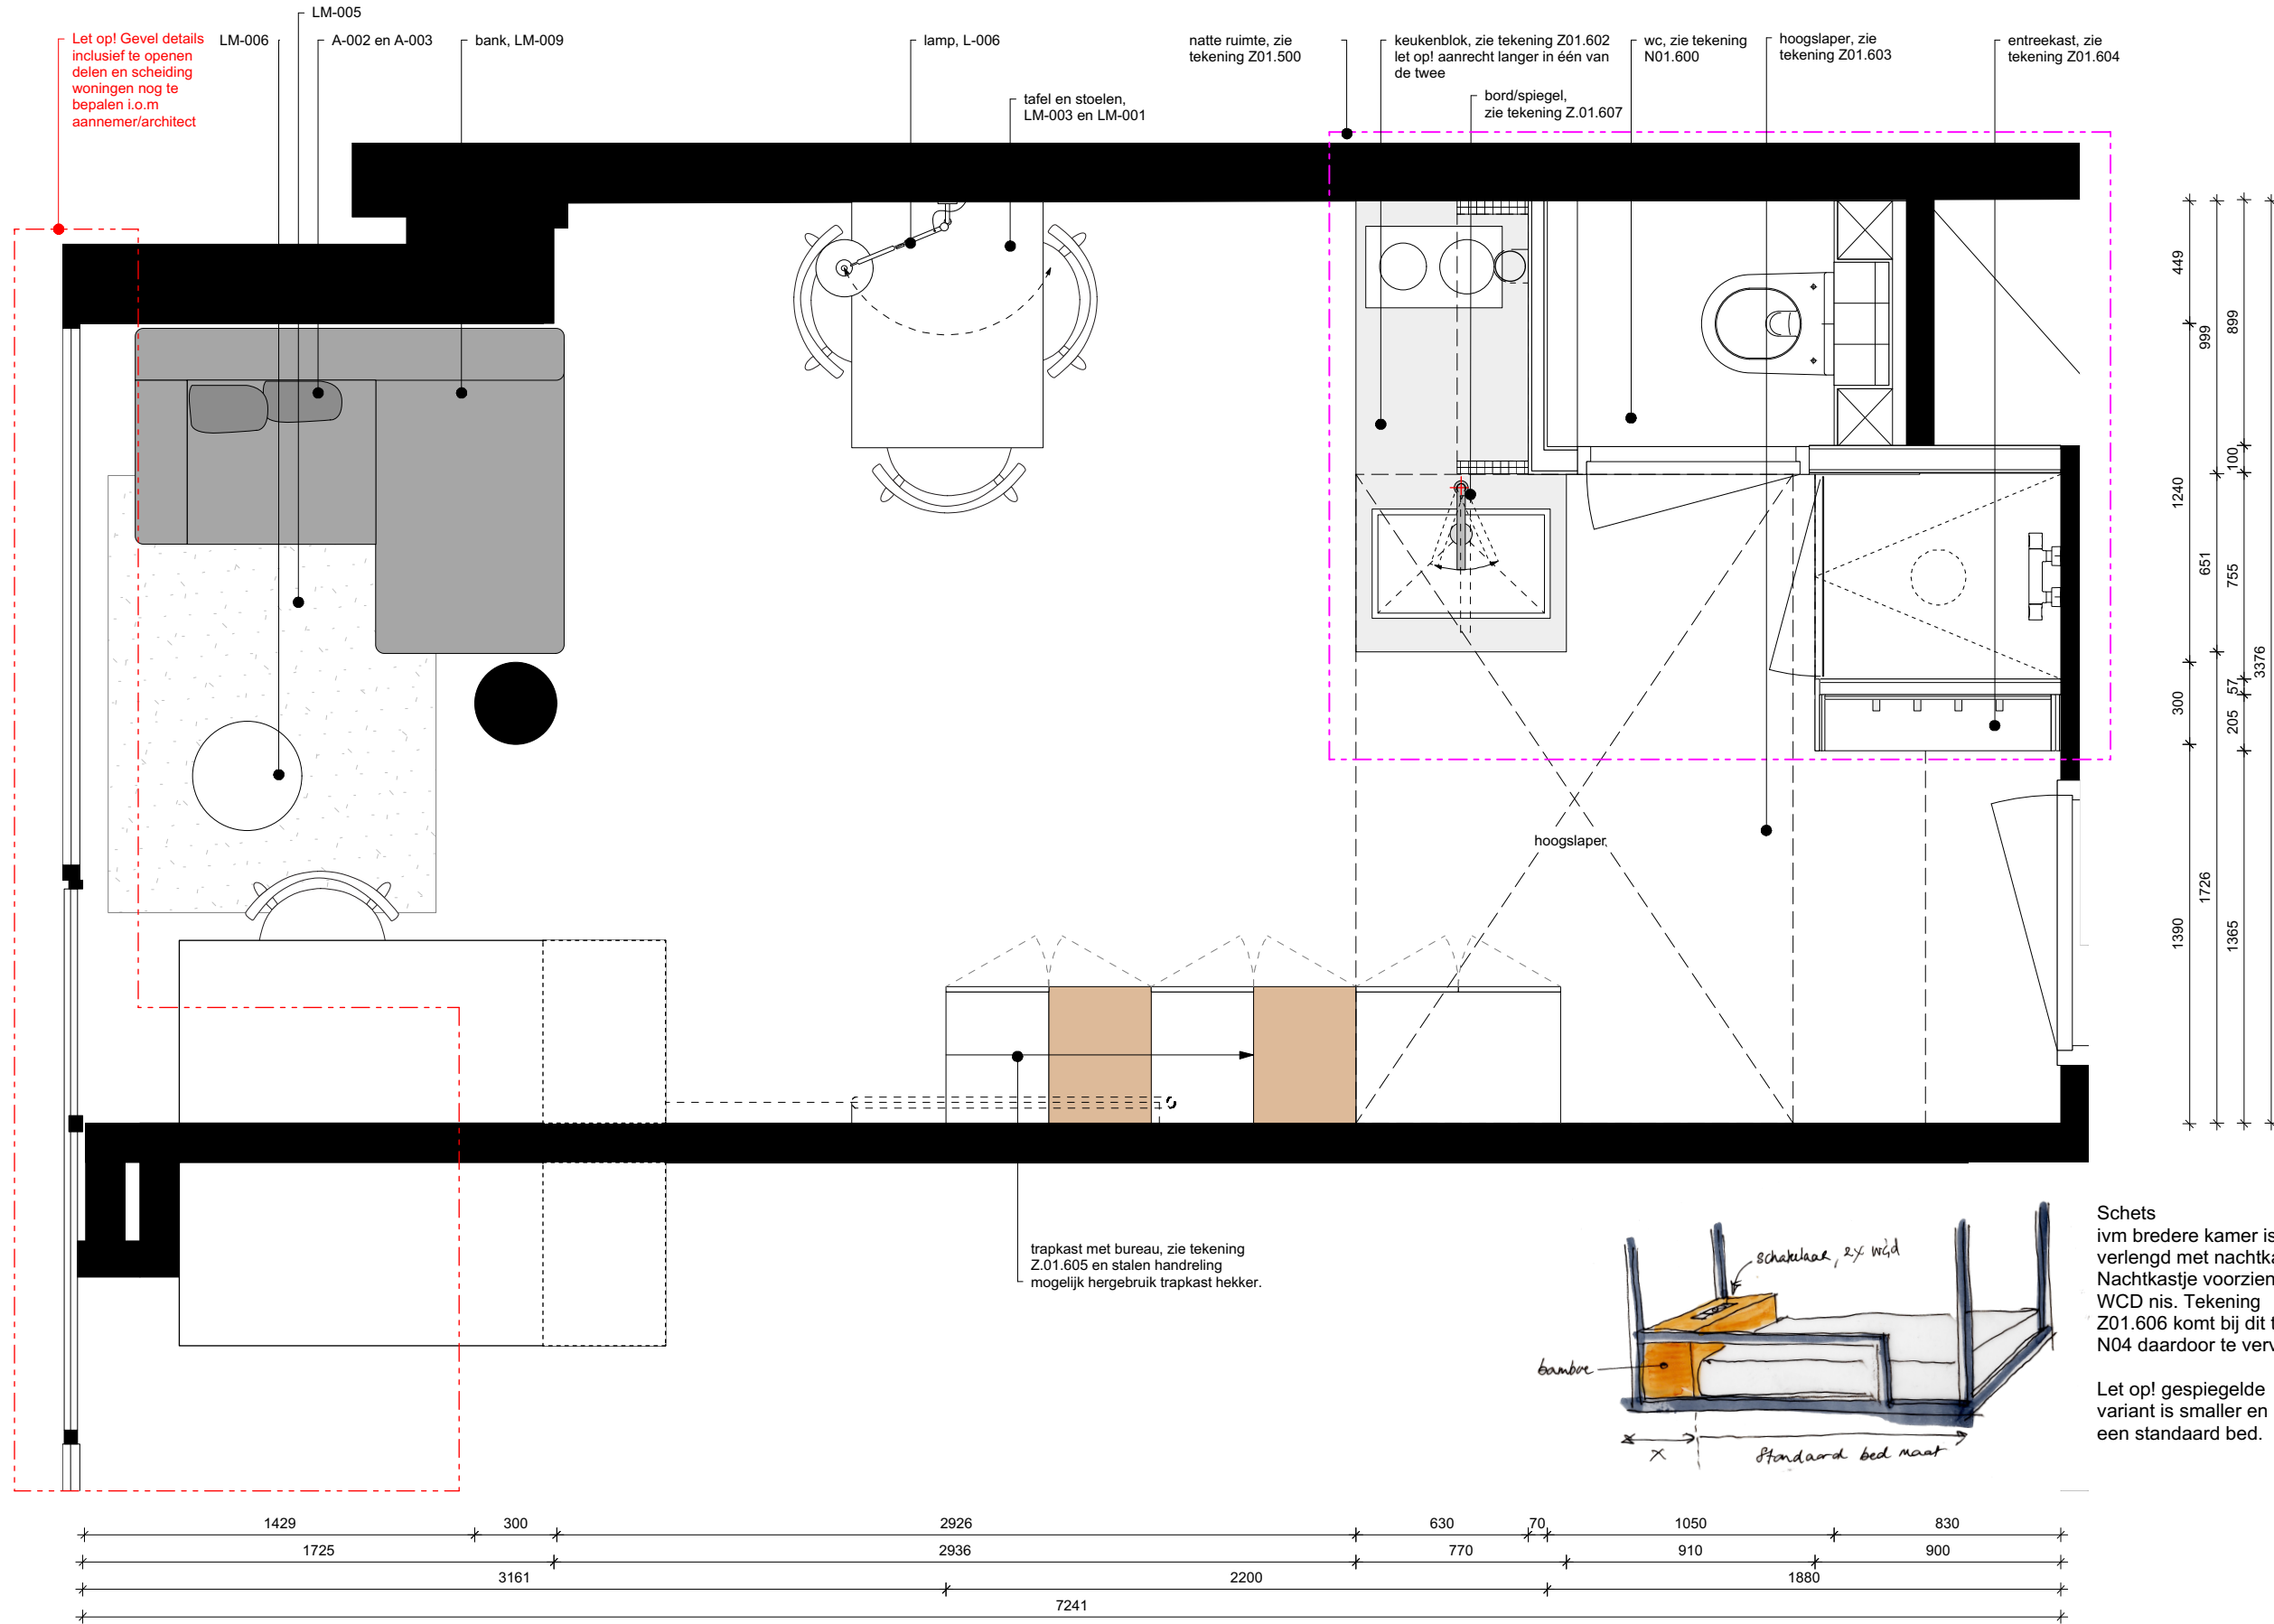 LM-005
Let op! Gevel details
inclusief te openen
delen en scheiding
woningen nog te
bepalen i.o.m
aannemer/architect
LM-006
A-002 en A-003
bank, LM-009
lamp, L-006
tafel en stoelen,
LM-003 en LM-001
natte ruimte, zie
tekening Z01.500
keukenblok, zie tekening Z01.602
let op! aanrecht langer in één van
de twee
bord/spiegel,
zie tekening Z.01.607
wc, zie tekening
N01.600
hoogslaper, zie
tekening Z01.603
entreekast, zie
tekening Z01.604
449
1240
300
1390
999
651
1726
899
100
755
57
205
1365
3376
hoogslaper
trapkast met bureau, zie tekening
Z.01.605 en stalen handreling
mogelijk hergebruik trapkast hekker.
schakelaar, 2x wcd
bamboe
x
Standaard bed maat
Schets
ivm bredere kamer is
verlengd met nachtka
Nachtkastje voorzien
WCD nis. Tekening
Z01.606 komt bij dit t
N04 daardoor te verv
Let op! gespiegelde
variant is smaller en
een standaard bed.
1429 300 2926 630 70 1050 830
1725 2936 770 910 900
3161 2200 1880
7241